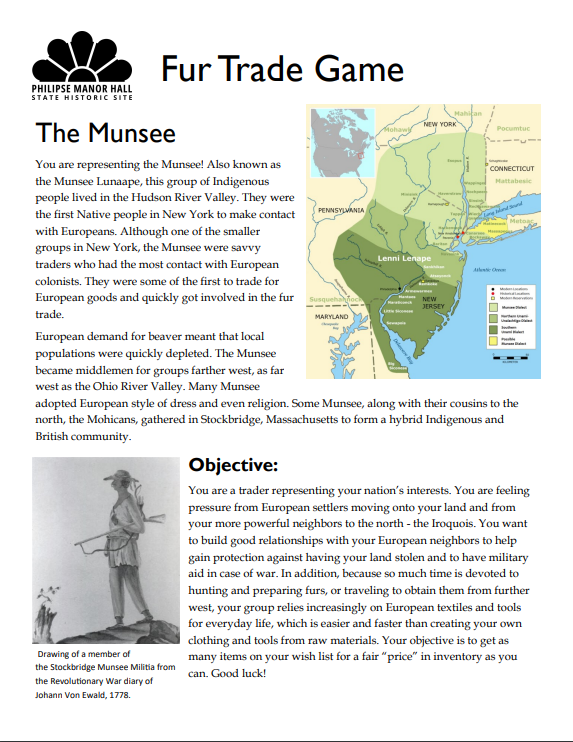 Fur Trade Game
PHILIPSE MANOR HALL
STATE HISTORIC SITE
The Munsee
You are representing the Munsee! Also known as
the Munsee Lunaape, this group of Indigenous
people lived in the Hudson River Valley. They were
the first Native people in New York to make contact
with Europeans. Although one of the smaller
groups in New York, the Munsee were savvy
traders who had the most contact with European
colonists. They were some of the first to trade for
European goods and quickly got involved in the fur
trade.
Mahican
Mohawk
NEW YORK
Pocumtuc
CONNECTICUT
Mattabesic
Long Island Sound
PENNSYLVANIA
Lenni Lenape
Atlantic Ocean
Susquehannock
NEW
JERSEY
MARYLAND
European demand for beaver meant that local
populations were quickly depleted. The Munsee
became middlemen for groups farther west, as far
west as the Ohio River Valley. Many Munsee
adopted European style of dress and even religion. Some Munsee, along with their cousins to the
north, the Mohicans, gathered in Stockbridge, Massachusetts to form a hybrid Indigenous and
British community.
Objective:
You are a trader representing your nation's interests. You are feeling
pressure from European settlers moving onto your land and from
your more powerful neighbors to the north - the Iroquois. You want
to build good relationships with your European neighbors to help
gain protection against having your land stolen and to have military
aid in case of war. In addition, because so much time is devoted to
hunting and preparing furs, or traveling to obtain them from further
west, your group relies increasingly on European textiles and tools
for everyday life, which is easier and faster than creating your own
clothing and tools from raw materials. Your objective is to get as
many items on your wish list for a fair “price” in inventory as you
can. Good luck!
Drawing of a member of
the Stockbridge Munsee Militia from
the Revolutionary War diary of
Johann Von Ewald, 1778.